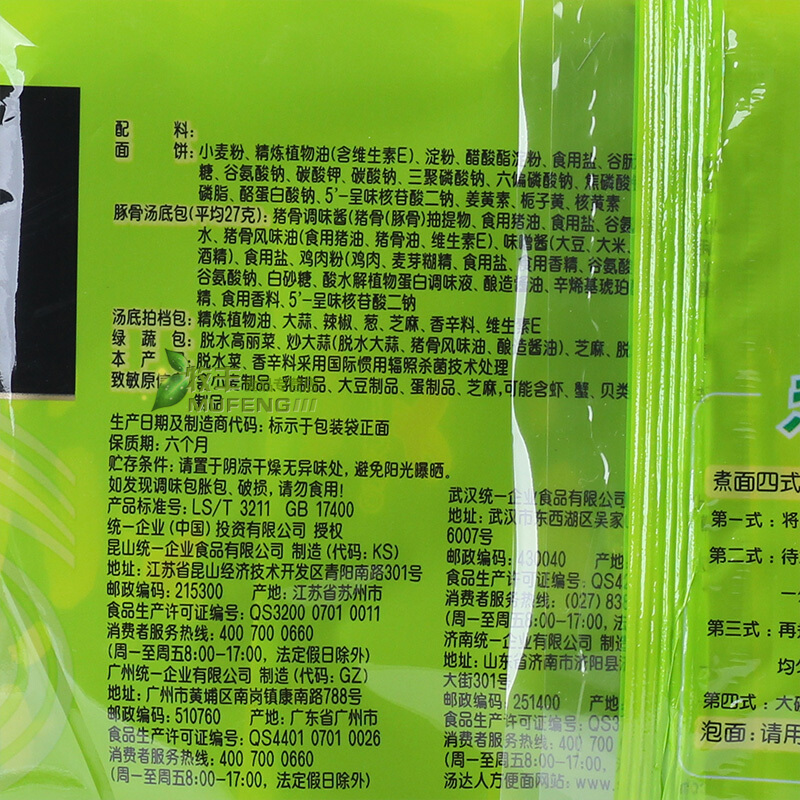 配 料:
面 饼: 小麦粉、精炼植物油(含维生素E)、淀粉、醋酸酯淀粉、食用盐、谷朊
糖、谷氨酸钠、碳酸钾、碳酸钠、三聚磷酸钠、六偏磷酸钠、焦磷酸
磷脂、酪蛋白酸钠、5'-呈味核苷酸二钠、姜黄素、栀子黄、核黄素
豚骨汤底包(平均27克): 猪骨调味酱(猪骨(豚骨)抽提物、食用猪油、食用盐、谷氨
水、猪骨风味油(食用猪油、猪骨油、维生素E)、味噌酱(大豆、大米、
酒精)、食用盐、鸡肉粉(鸡肉、麦芽糊精、食用盐、食用香精、谷氨酸
谷氨酸钠、白砂糖、酸水解植物蛋白调味液、酿造酱油、辛烯基琥珀
精、食用香料、5'-呈味核苷酸二钠
汤底拍档包: 精炼植物油、大蒜、辣椒、葱、芝麻、香辛料、维生素E
绿 蔬 包: 脱水高丽菜、炒大蒜(脱水大蒜、猪骨风味油、酿造酱油)、芝麻、脱
本 产 脱水菜、香辛料采用国际惯用辐照杀菌技术处理
致敏原信 小麦制品、乳制品、大豆制品、蛋制品、芝麻,可能含虾、蟹、贝类
制品
MOFENG///
生产日期及制造商代码: 标示于包装袋正面
保质期: 六个月
贮存条件: 请置于阴凉干燥无异味处, 避免阳光曝晒。
如发现调味包胀包、破损, 请勿食用!
产品标准号: LS/T 3211 GB 17400
统一企业(中国)投资有限公司 授权
昆山统一企业食品有限公司 制造(代码: KS)
地址: 江苏省昆山经济技术开发区青阳南路301号
邮政编码: 215300 产地: 江苏省苏州市
食品生产许可证编号: QS3200 0701 0011
消费者服务热线: 400 700 0660
(周一至周五8:00-17:00, 法定假日除外)
广州统一企业有限公司 制造(代码: GZ)
地址: 广州市黄埔区南岗镇康南路788号
邮政编码: 510760 产地: 广东省广州市
食品生产许可证编号: QS4401 0701 0026
消费者服务热线: 400 700 0660
(周一至周五8:00-17:00, 法定假日除外)
武汉统一企业食品有限公司
地址: 武汉市东西湖区吴家
6007号
邮政编码: 430040 产地
食品生产许可证编号: QS42
消费者服务热线: (027) 838
(周一至周五8:00-17:00, 法
济南统一企业有限公司 制造
地址: 山东省济南市济阳县
大街301号
邮政编码: 251400 产地
食品生产许可证编号: QS3
消费者服务热线: 400 700
(周一至周五8:00-17:00,
汤达人方便面网站: www.
煮面四式
第一式: 将
第二式: 待
第三式: 再
均匀
第四式: 大
泡面: 请用